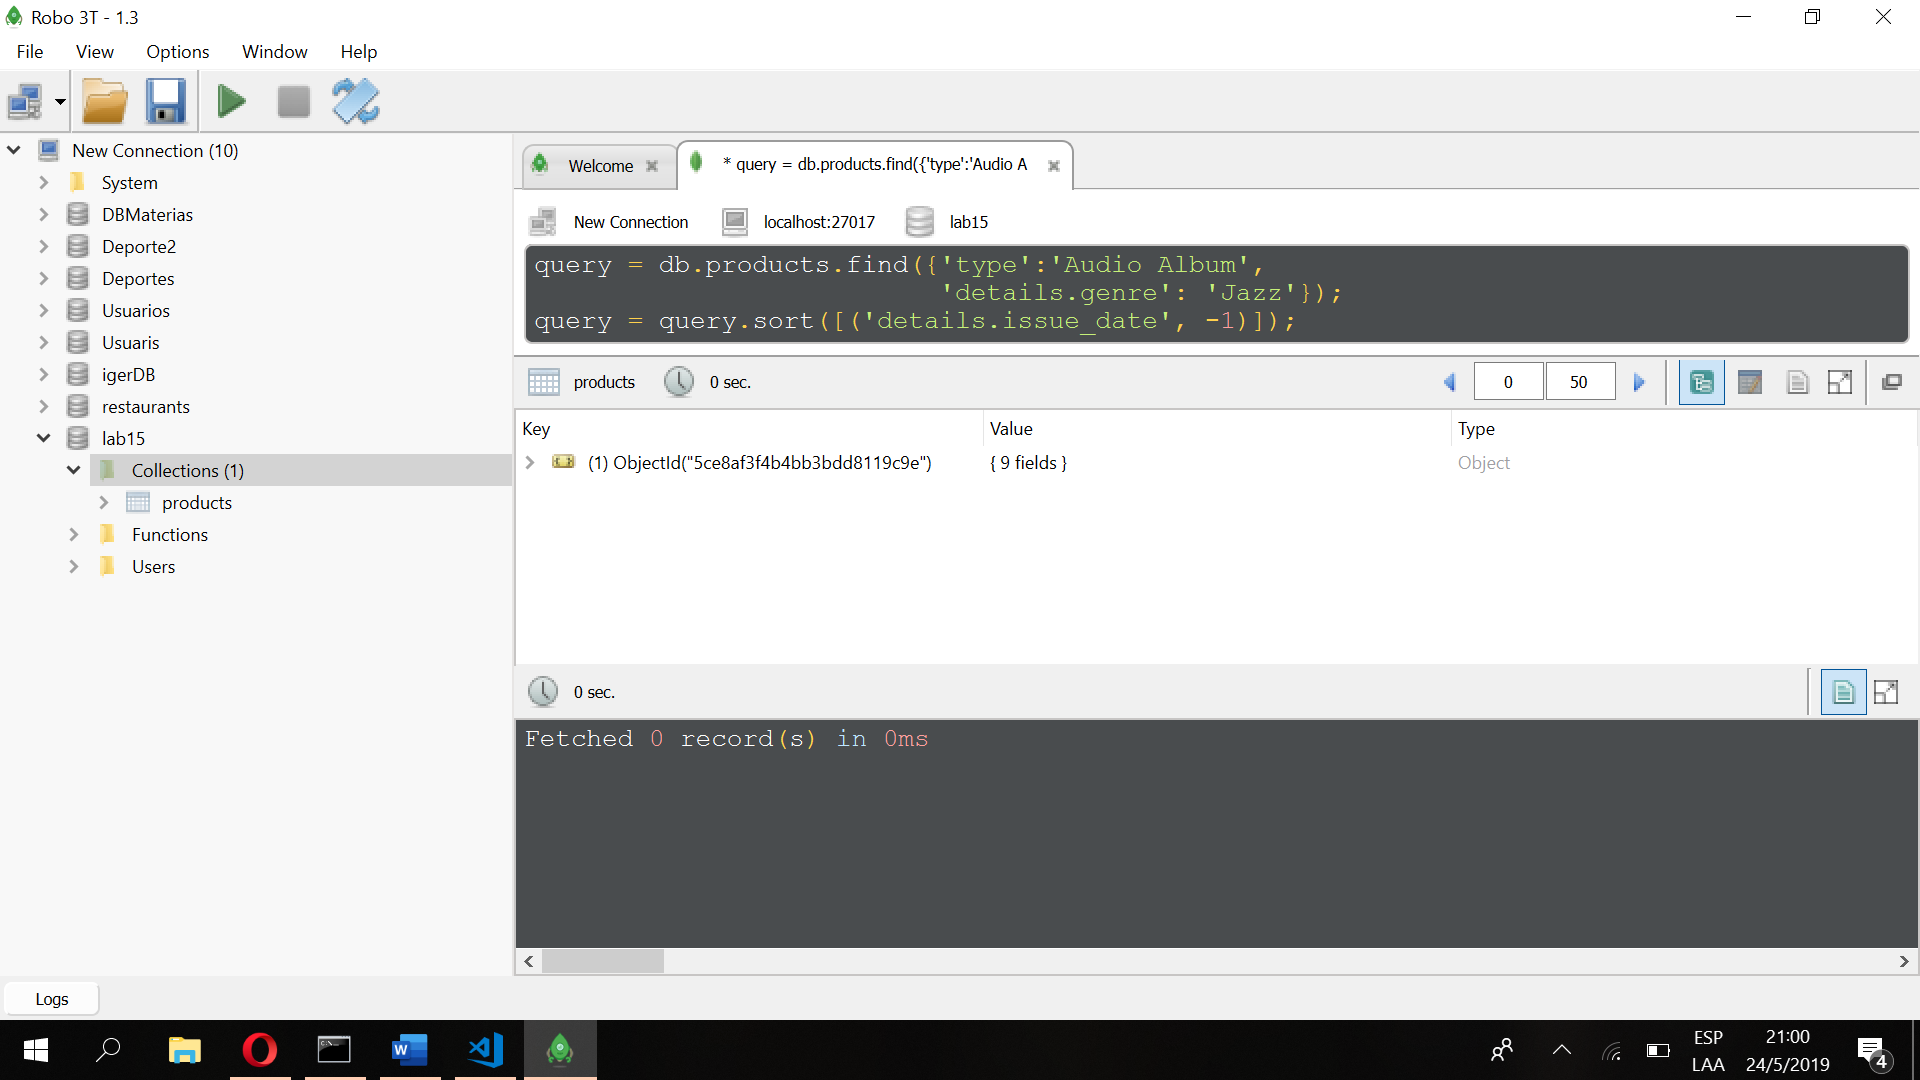 Robo 3T - 1.3
File View Options Window Help
New Connection (10)
System
DBMaterias
Deporte2
Deportes
Usuarios
Usuaris
igerDB
restaurants
lab15
Collections (1)
products
Functions
Users
Welcome
* query = db.products.find({'type':'Audio A
New Connection localhost:27017 lab15
query = db.products.find({'type':'Audio Album',
'details.genre': 'Jazz'});
query = query.sort([('details.issue_date', -1)]);
products 0 sec. 0 50
Key Value Type
(1) ObjectId("5ce8af3f4b4bb3bdd8119c9e") { 9 fields } Object
0 sec.
Fetched 0 record(s) in 0ms
Logs
ESP 21:00
LAA 24/5/2019 4